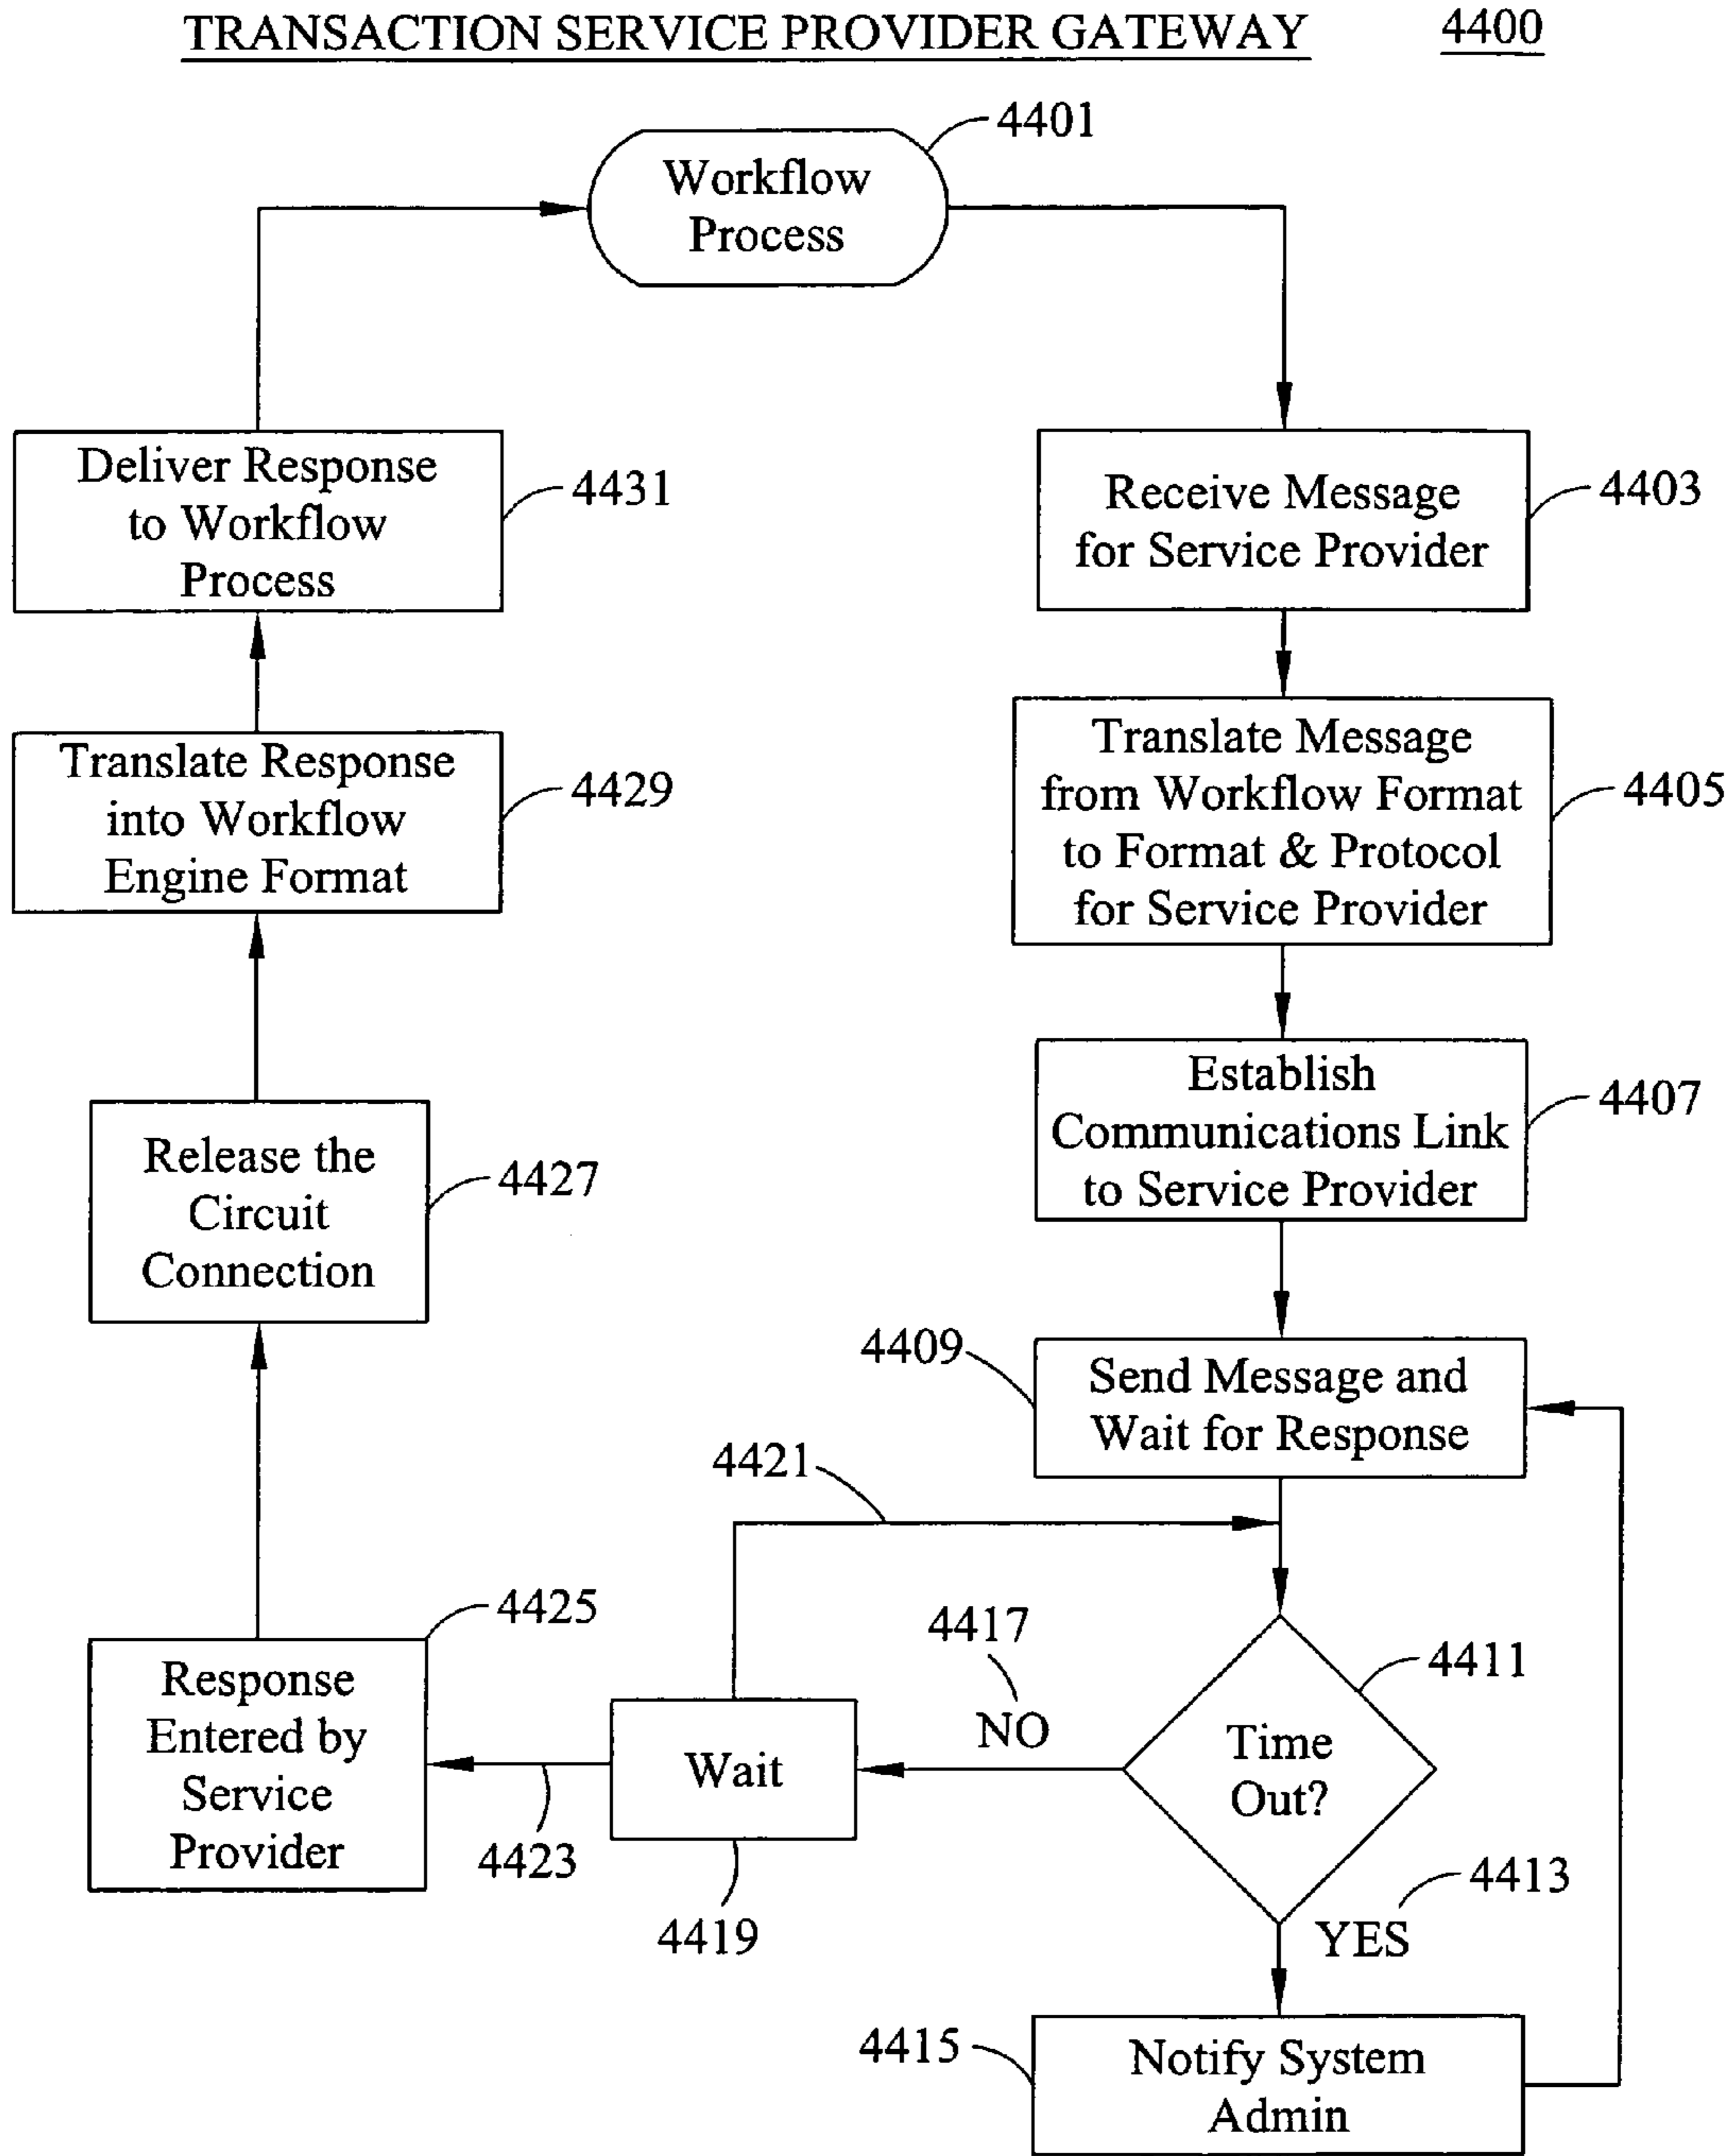 TRANSACTION SERVICE PROVIDER GATEWAY 4400
4401
Workflow
Process
Receive Message
for Service Provider
4403
Translate Message
from Workflow Format
to Format & Protocol
for Service Provider
4405
Establish
Communications Link
to Service Provider
4407
4409
Send Message and
Wait for Response
4421
4417
NO
4411
Time
Out?
4413
YES
4415
Notify System
Admin
Wait
4419
4423
4425
Response
Entered by
Service
Provider
Release the
Circuit
Connection
4427
Translate Response
into Workflow
Engine Format
4429
Deliver Response
to Workflow
Process
4431